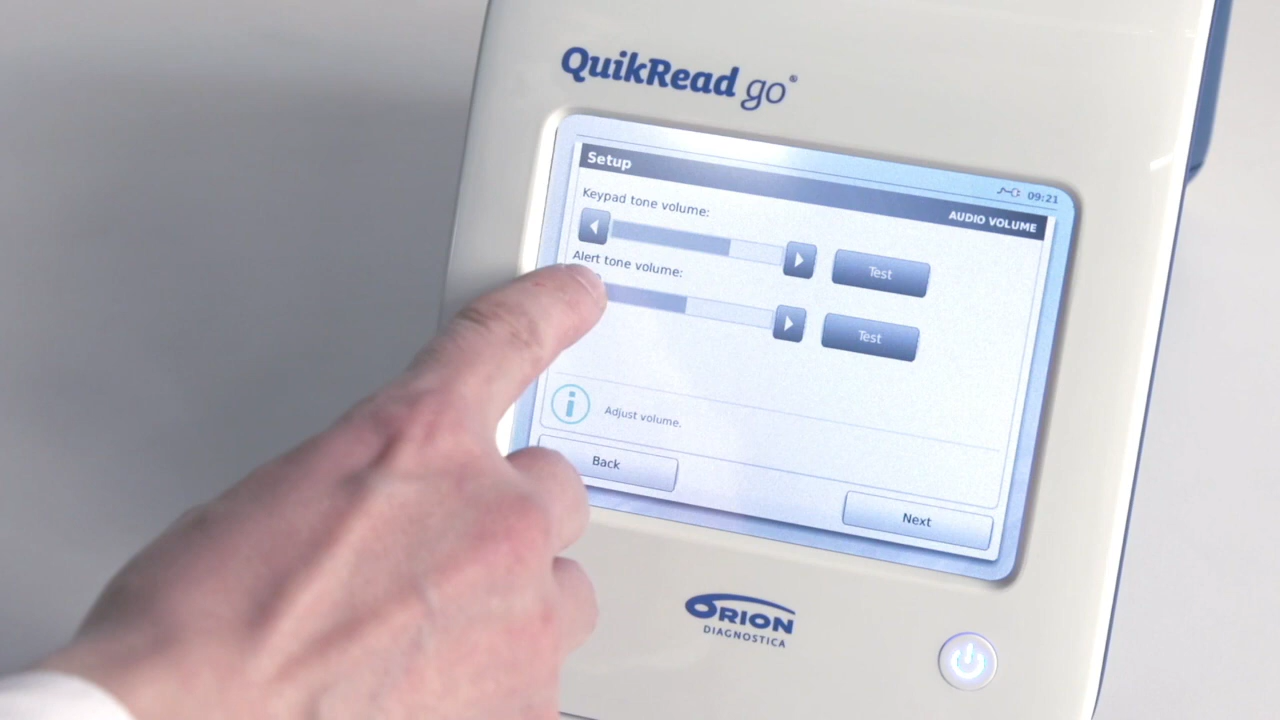 QuikRead go®
09:21
Setup
AUDIO VOLUME
Keypad tone volume:
Test
Alert tone volume:
Test
i
Adjust volume.
Back
Next
ORION
DIAGNOSTICA